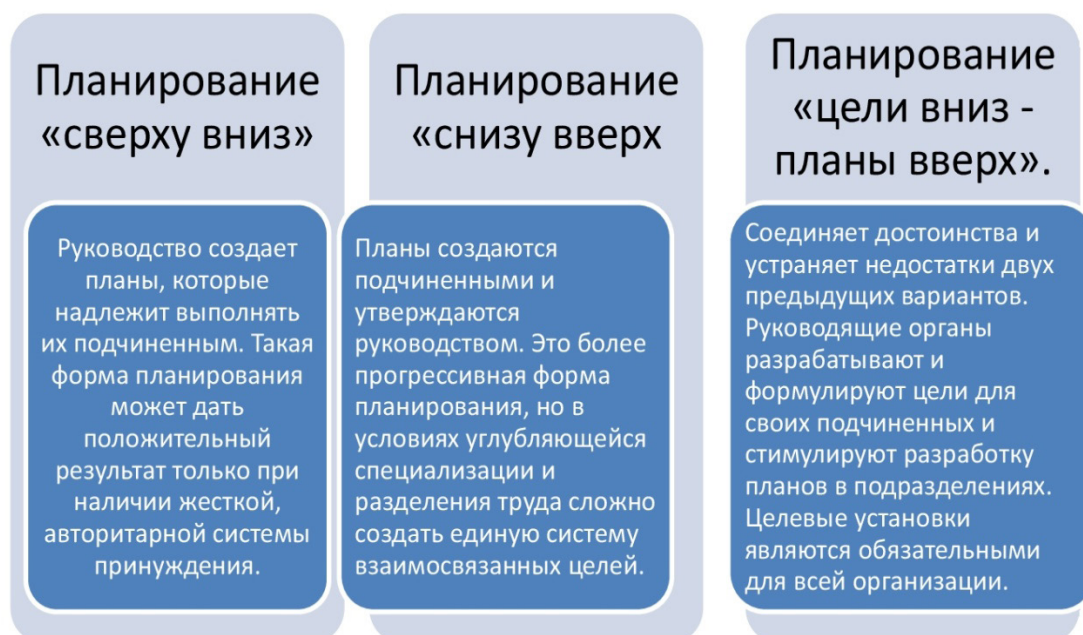 Планирование
«сверху вниз»
Руководство создает
планы, которые
надлежит выполнять
их подчиненным. Такая
форма планирования
может дать
положительный
результат только при
наличии жесткой,
авторитарной системы
принуждения.
Планирование
«снизу вверх
Планы создаются
подчиненными и
утверждаются
руководством. Это более
прогрессивная форма
планирования, но в
условиях углубляющейся
специализации и
разделения труда сложно
создать единую систему
взаимосвязанных целей.
Планирование
«цели вниз -
планы вверх».
Соединяет достоинства и
устраняет недостатки двух
предыдущих вариантов.
Руководящие органы
разрабатывают и
формулируют цели для
своих подчиненных и
стимулируют разработку
планов в подразделениях.
Целевые установки
являются обязательными
для всей организации.